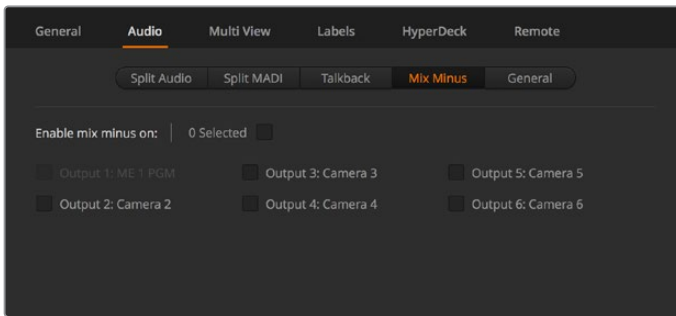 General Audio Multi View Labels HyperDeck Remote
Split Audio Split MADI Talkback Mix Minus General
Enable mix minus on: 0 Selected
Output 1: ME 1 PGM Output 3: Camera 3 Output 5: Camera 5
Output 2: Camera 2 Output 4: Camera 4 Output 6: Camera 6